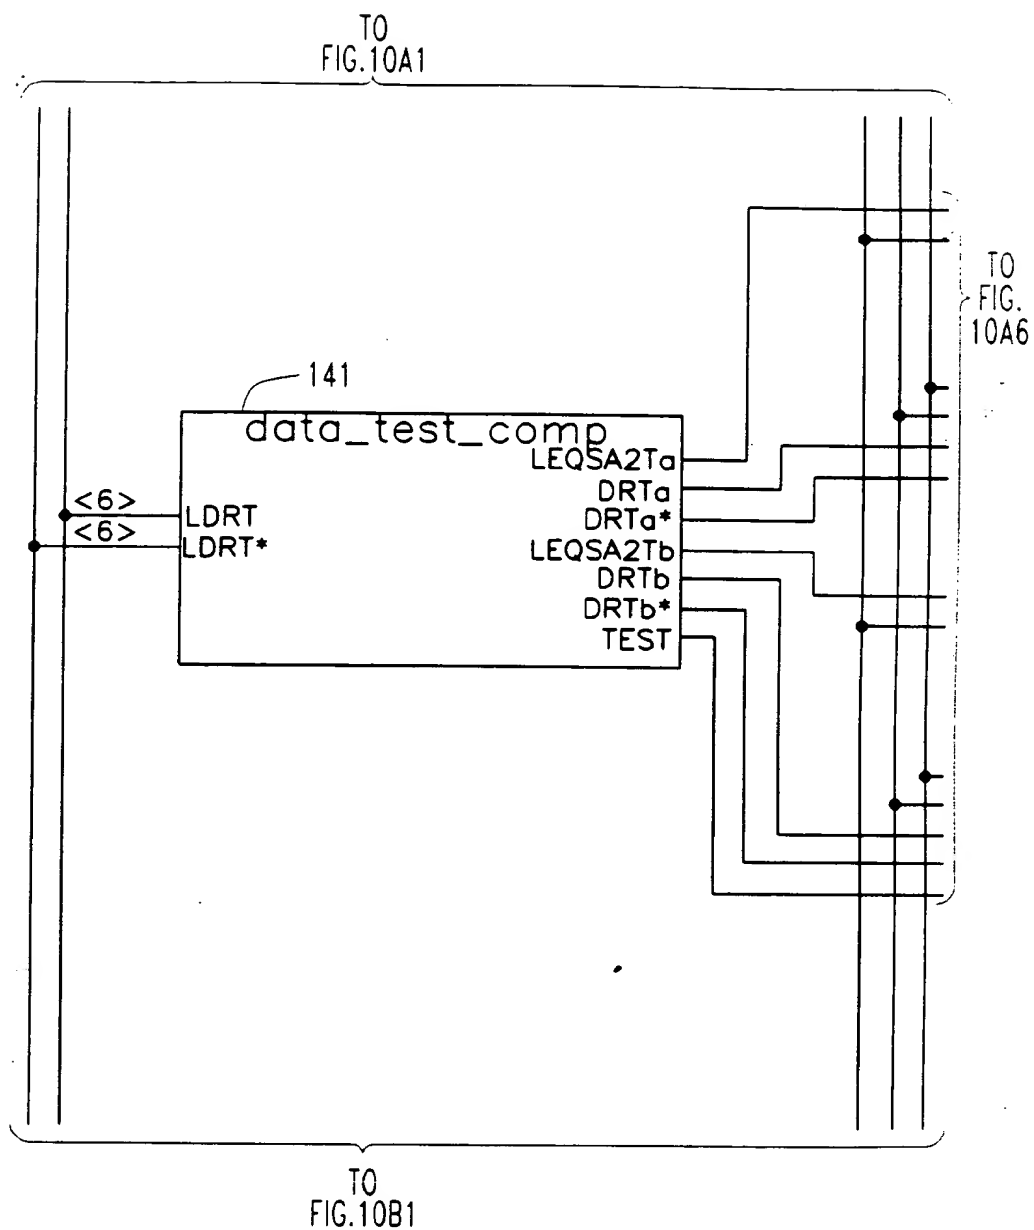 TO
FIG.10A1
TO
FIG.
10A6
141
data_test_comp
LEQSA2Ta
DRTa
<6>
LDRT
DRTa*
<6>
LDRT*
LEQSA2Tb
DRTb
DRTb*
TEST
TO
FIG.10B1